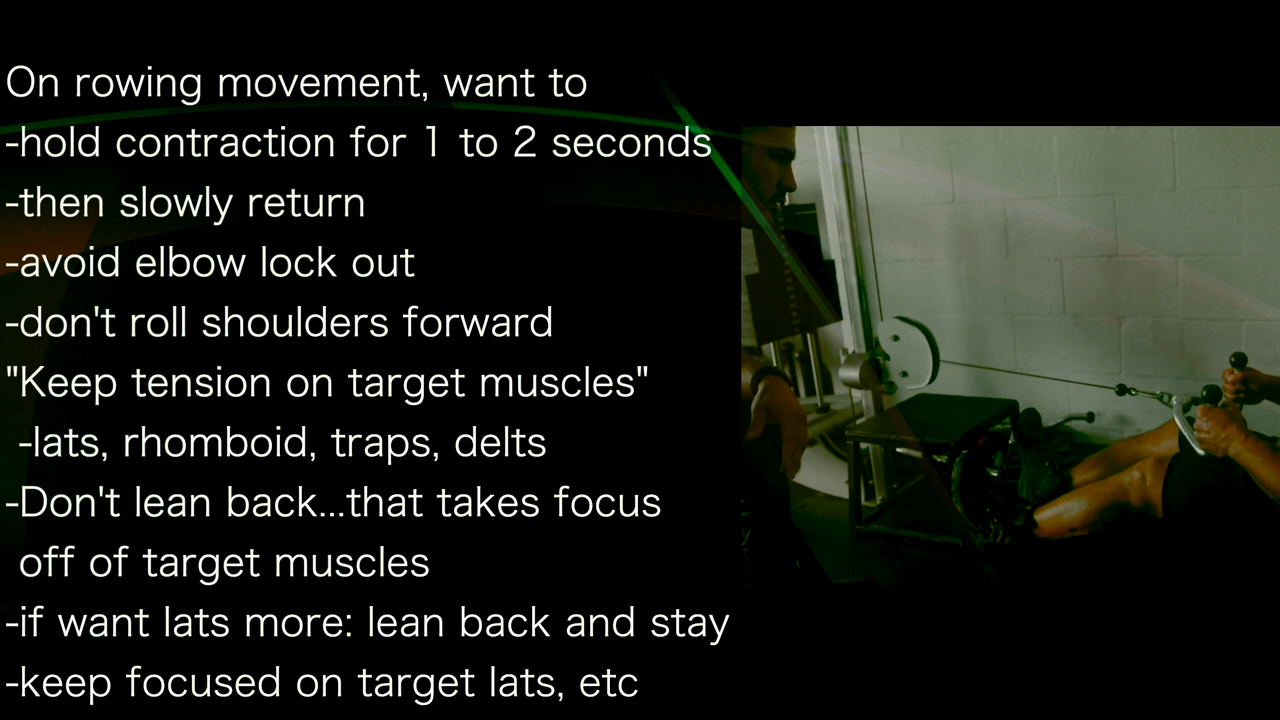 On rowing movement, want to
-hold contraction for 1 to 2 seconds
-then slowly return
-avoid elbow lock out
-don't roll shoulders forward
"Keep tension on target muscles"
-lats, rhomboid, traps, delts
-Don't lean back...that takes focus
off of target muscles
-if want lats more: lean back and stay
-keep focused on target lats, etc